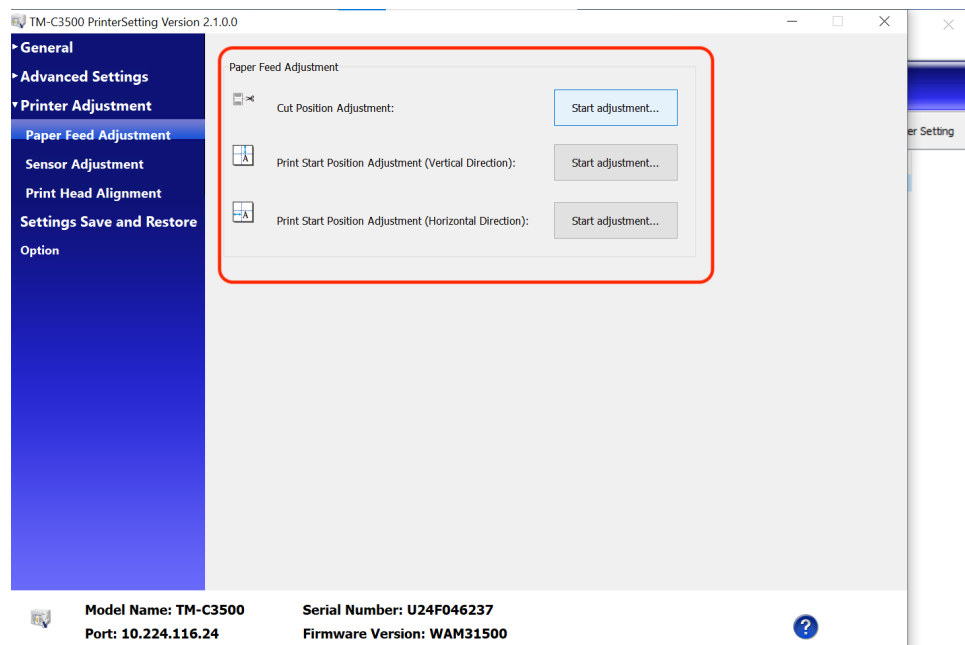 TM-C3500 PrinterSetting Version 2.1.0.0
General
Advanced Settings
Printer Adjustment
Paper Feed Adjustment
Sensor Adjustment
Print Head Alignment
Settings Save and Restore
Option
Paper Feed Adjustment
Cut Position Adjustment: Start adjustment...
A Print Start Position Adjustment (Vertical Direction): Start adjustment...
A Print Start Position Adjustment (Horizontal Direction): Start adjustment...
Setting
Model Name: TM-C3500 Serial Number: U24F046237
Port: 10.224.116.24 Firmware Version: WAM31500
?